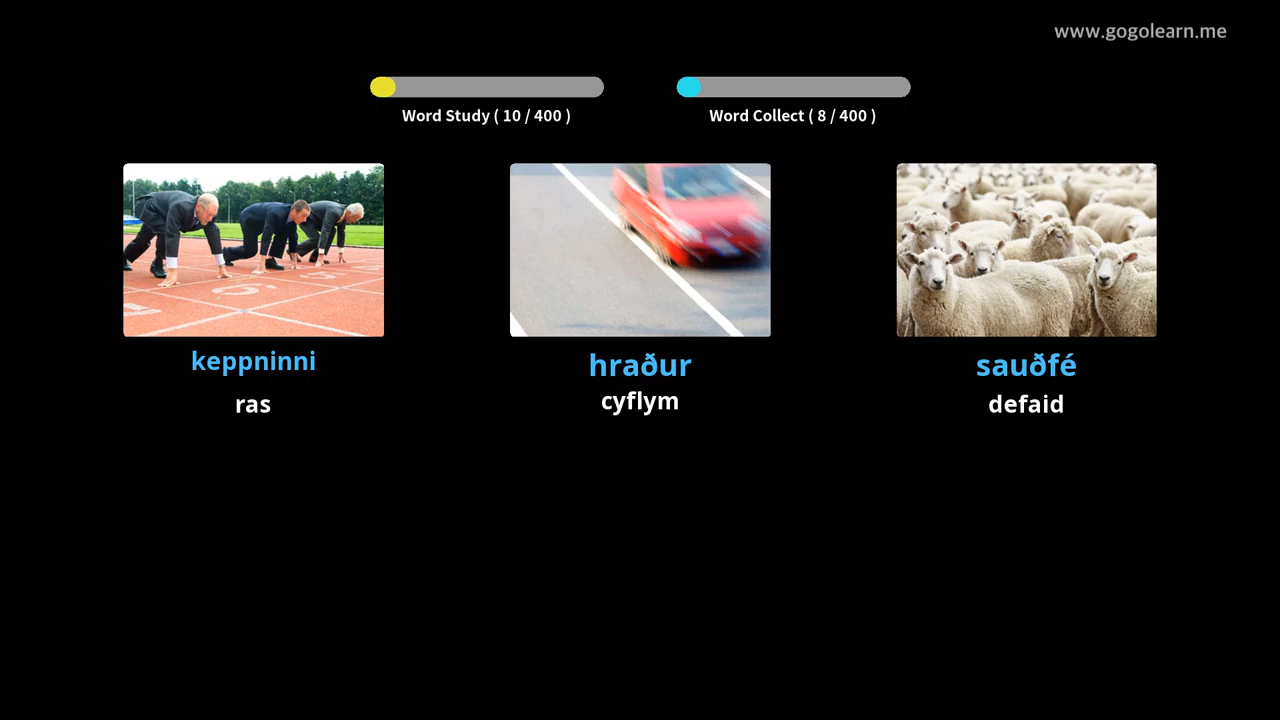 www.gogolearn.me
Word Study ( 10 / 400 )
Word Collect ( 8 / 400 )
keppninni
hraður
sauðfé
ras
cyflym
defaid